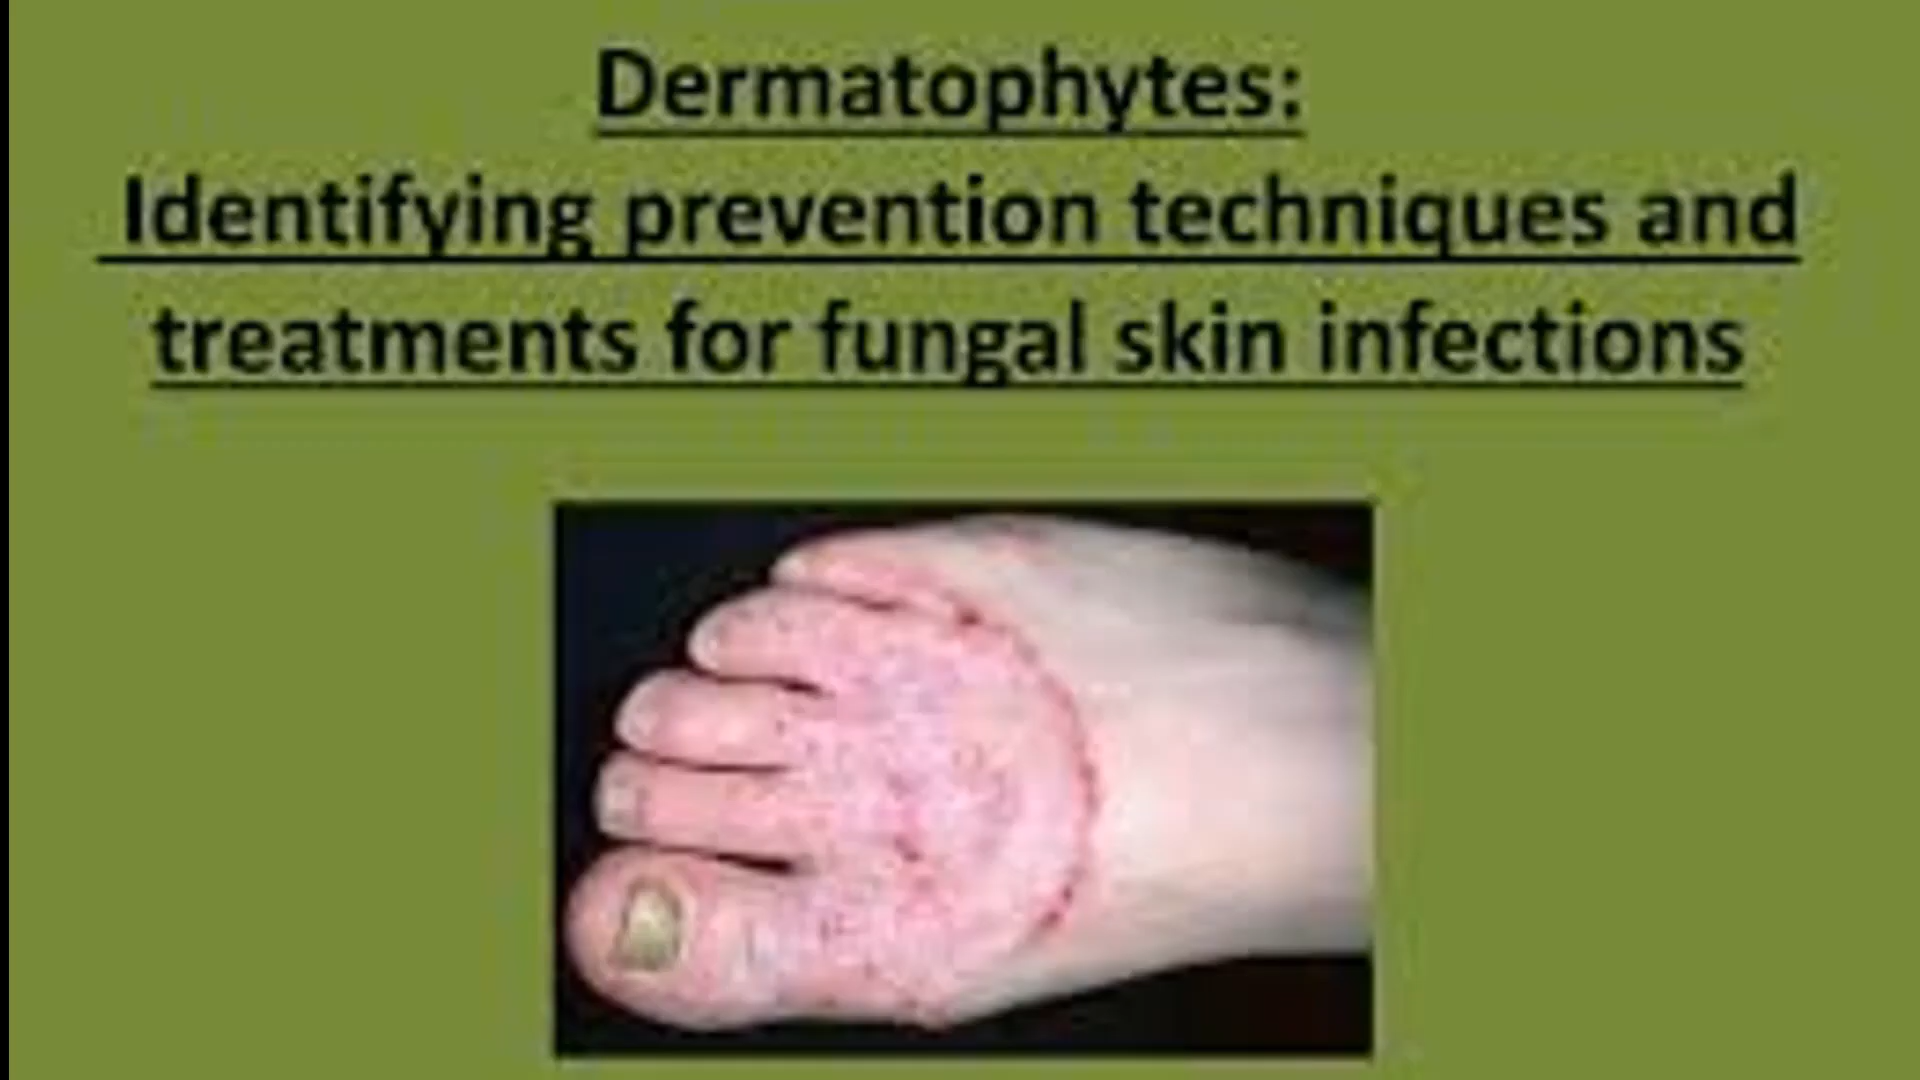 Dermatophytes:
Identifying prevention techniques and
treatments for fungal skin infections